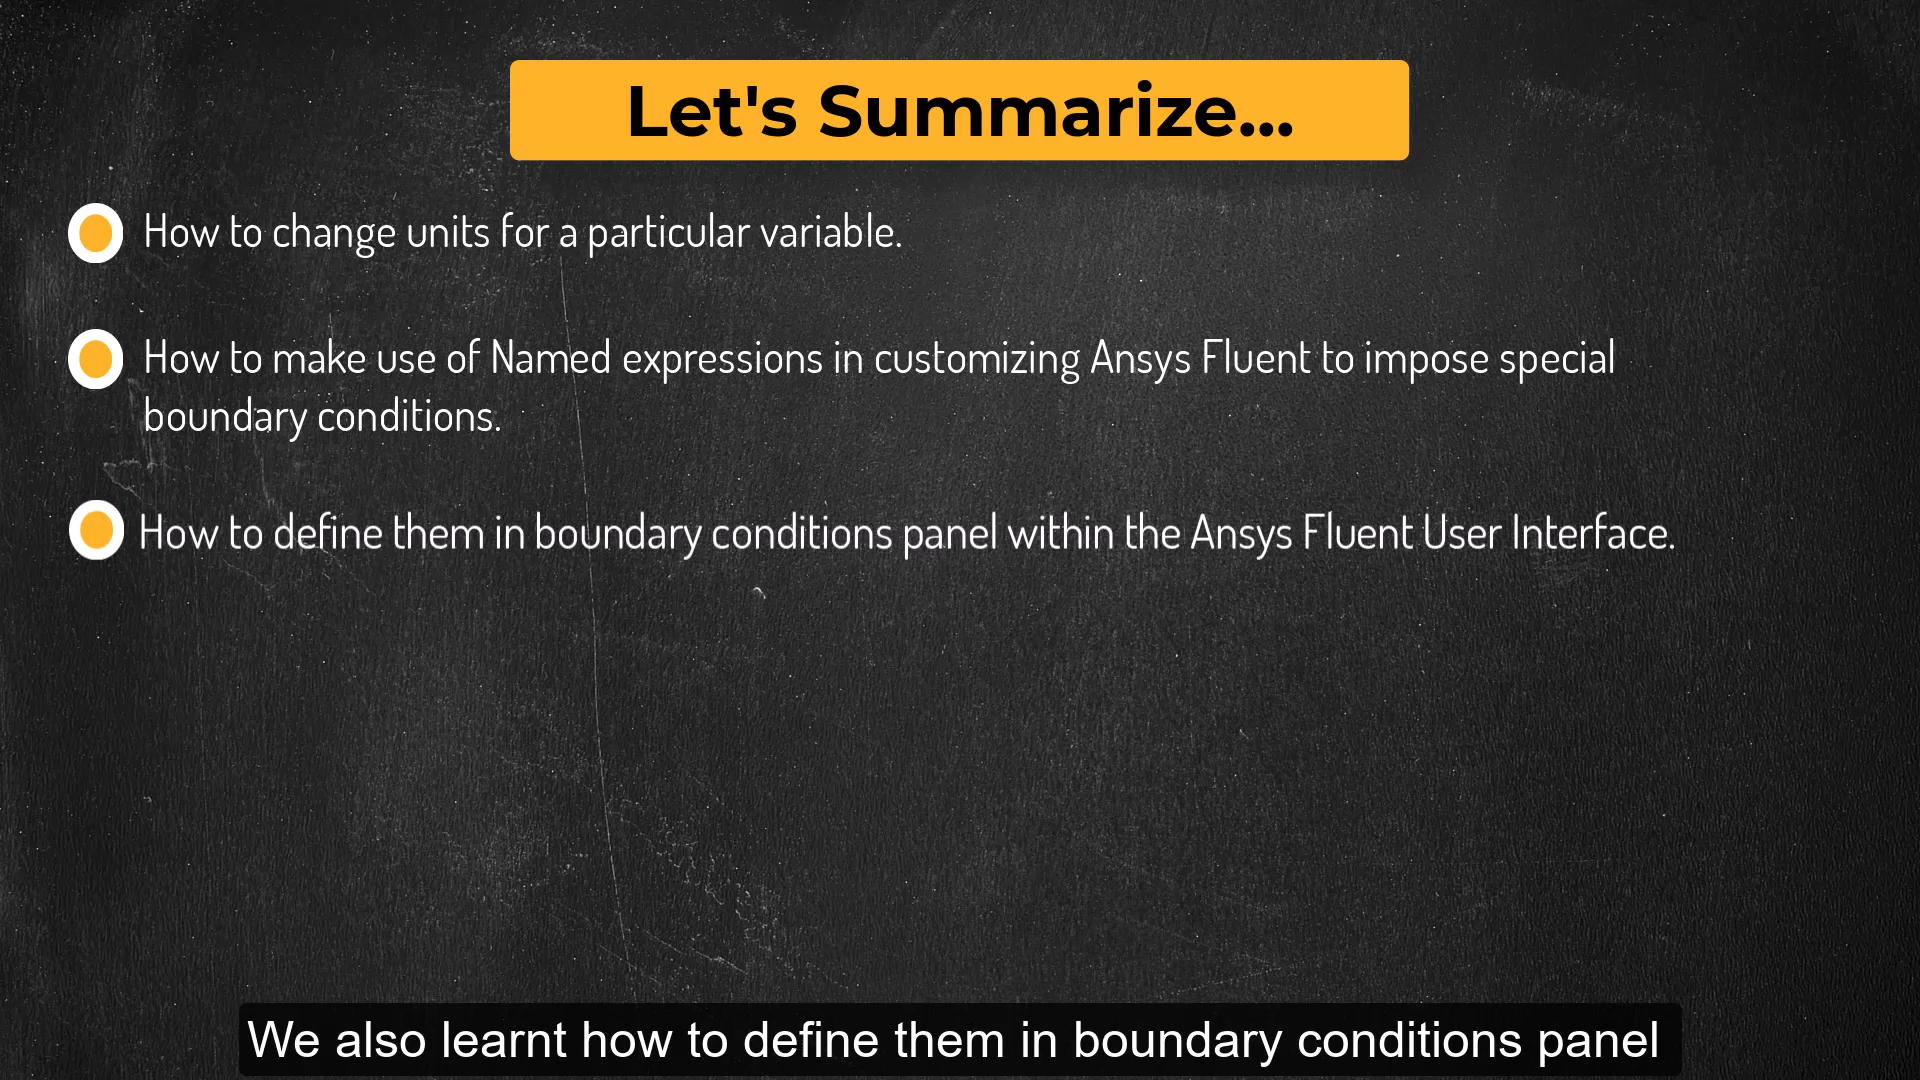 Let's Summarize...
How to change units for a particular variable.
How to make use of Named expressions in customizing Ansys Fluent to impose special
boundary conditions.
How to define them in boundary conditions panel within the Ansys Fluent User Interface.
We also learnt how to define them in boundary conditions panel